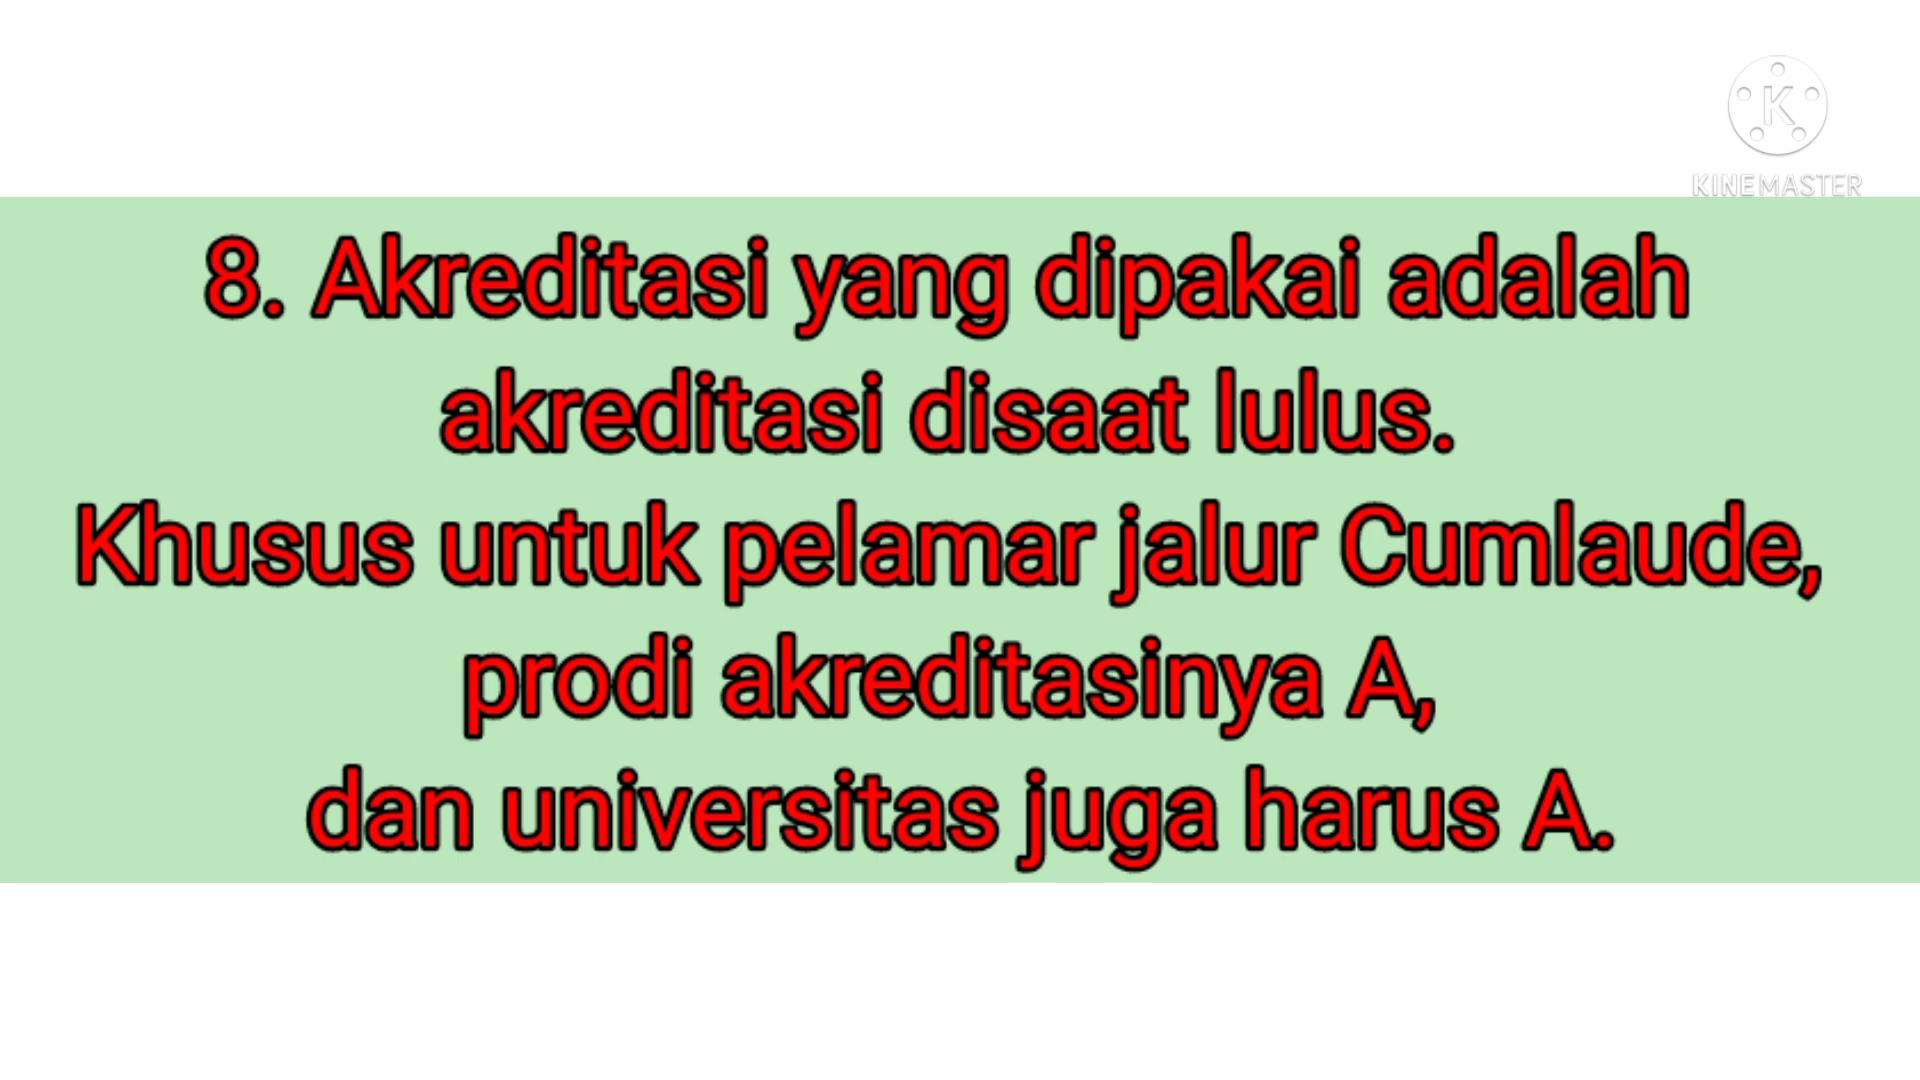 K
KINEMASTER
8. Akreditasi yang dipakai adalah
akreditasi disaat lulus.
Khusus untuk pelamar jalur Cumlaude,
prodi akreditasinya A,
dan universitas juga harus A.